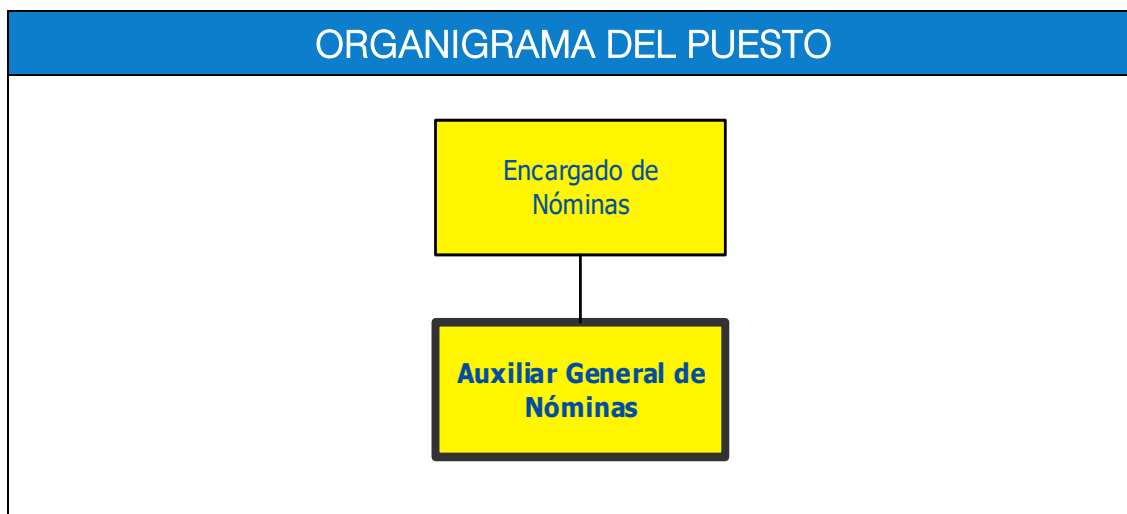 ORGANIGRAMA DEL PUESTO
Encargado de
Nóminas
Auxiliar General de
Nóminas